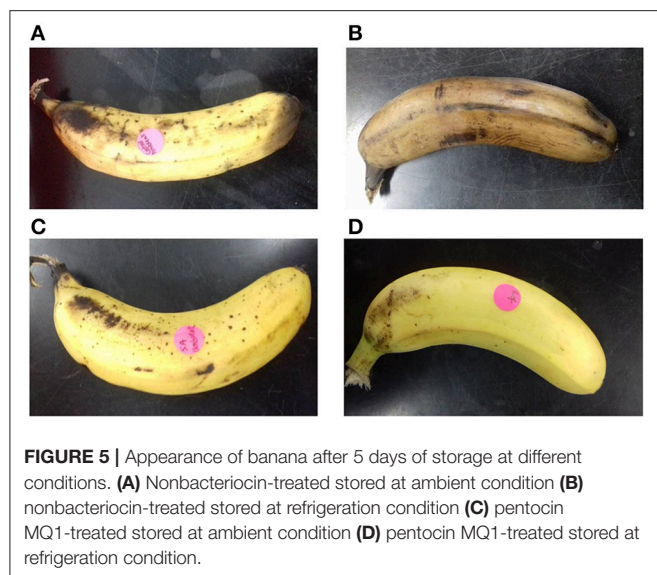 A
B
C
D
FIGURE 5 | Appearance of banana after 5 days of storage at different
conditions. (A) Nonbacteriocin-treated stored at ambient condition (B)
nonbacteriocin-treated stored at refrigeration condition (C) pentocin
MQ1-treated stored at ambient condition (D) pentocin MQ1-treated stored at
refrigeration condition.